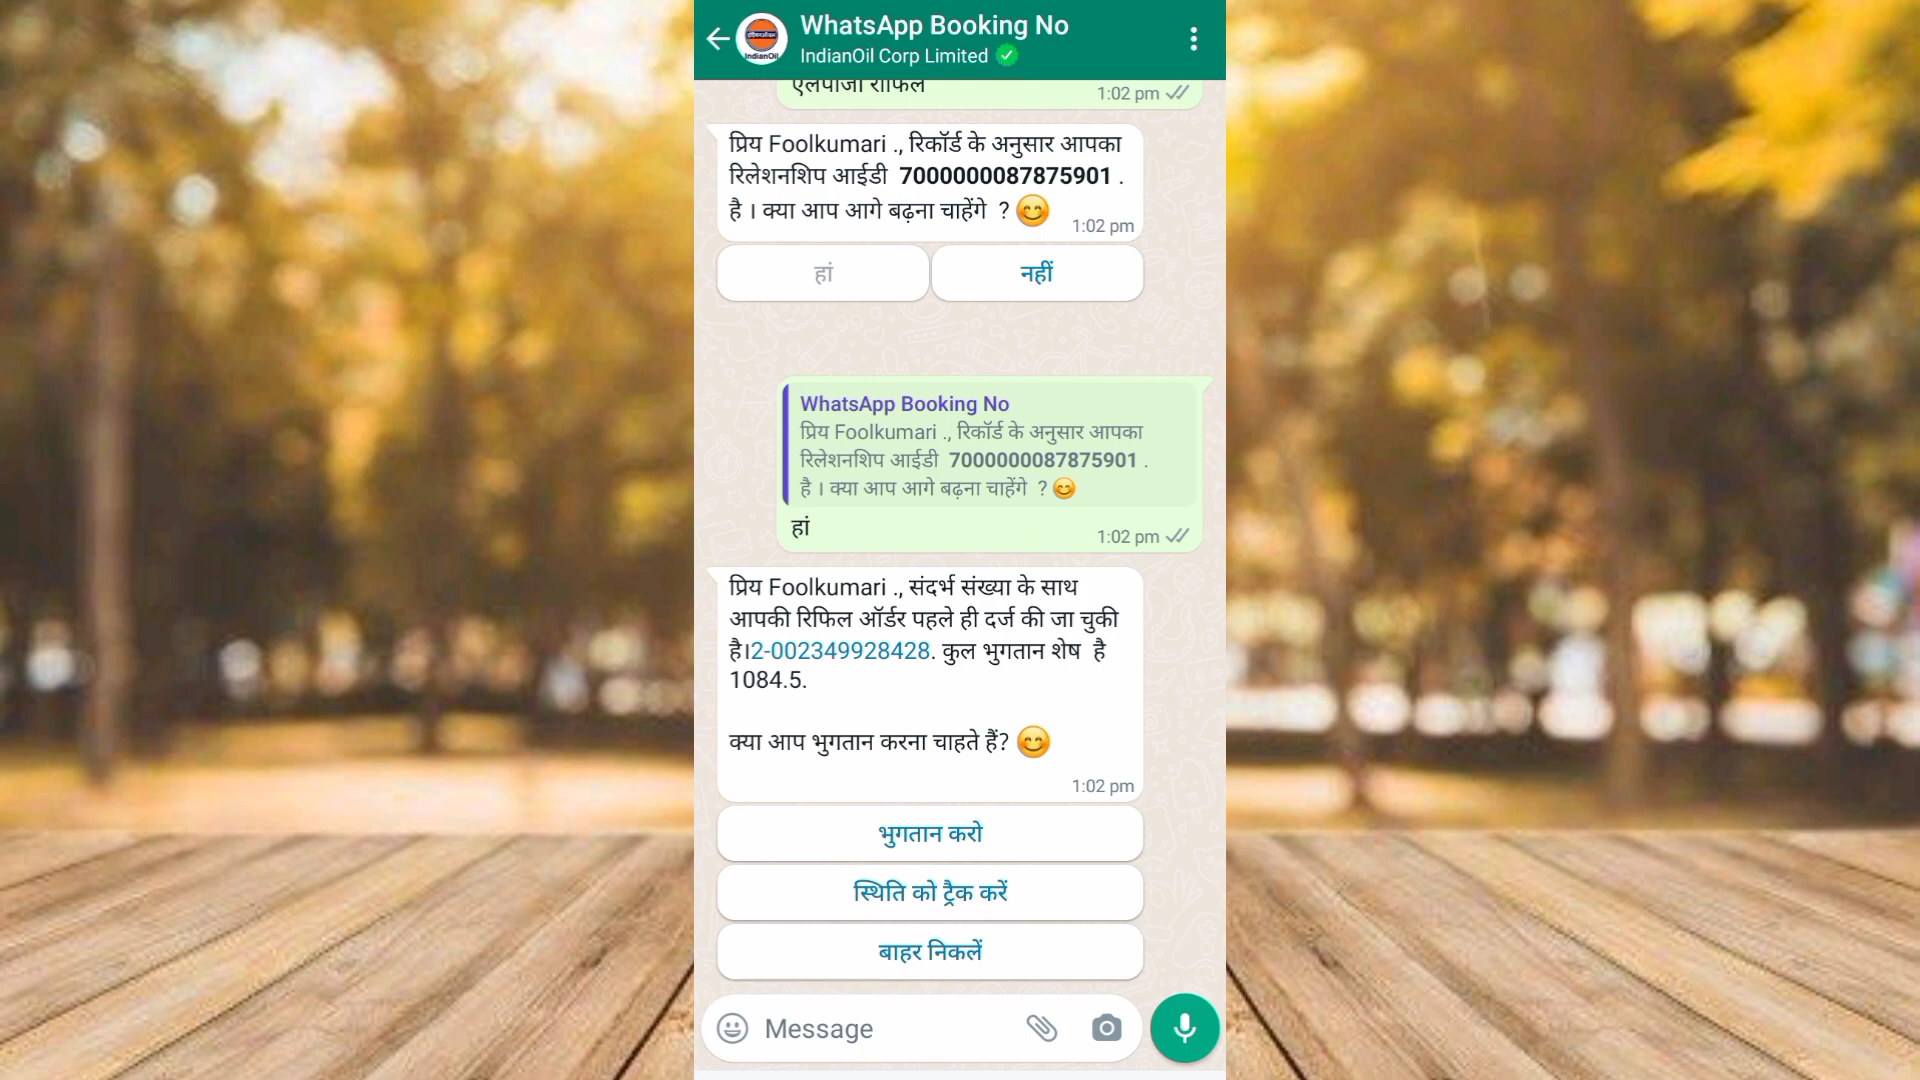 WhatsApp Booking No
IndianOil Corp Limited
एलपीजी रीफिल
1:02 pm
प्रिय Foolkumari ., रिकॉर्ड के अनुसार आपका
रिलेशनशिप आईडी 7000000087875901 .
है । क्या आप आगे बढ़ना चाहेंगे ? 😊
1:02 pm
हां
नहीं
WhatsApp Booking No
प्रिय Foolkumari ., रिकॉर्ड के अनुसार आपका
रिलेशनशिप आईडी 7000000087875901 .
है । क्या आप आगे बढ़ना चाहेंगे ? 😊
हां
1:02 pm
प्रिय Foolkumari ., संदर्भ संख्या के साथ
आपकी रिफिल ऑर्डर पहले ही दर्ज की जा चुकी
है।2-002349928428. कुल भुगतान शेष है
1084.5.
क्या आप भुगतान करना चाहते हैं? 😊
1:02 pm
भुगतान करो
स्थिति को ट्रैक करें
बाहर निकलें
Message